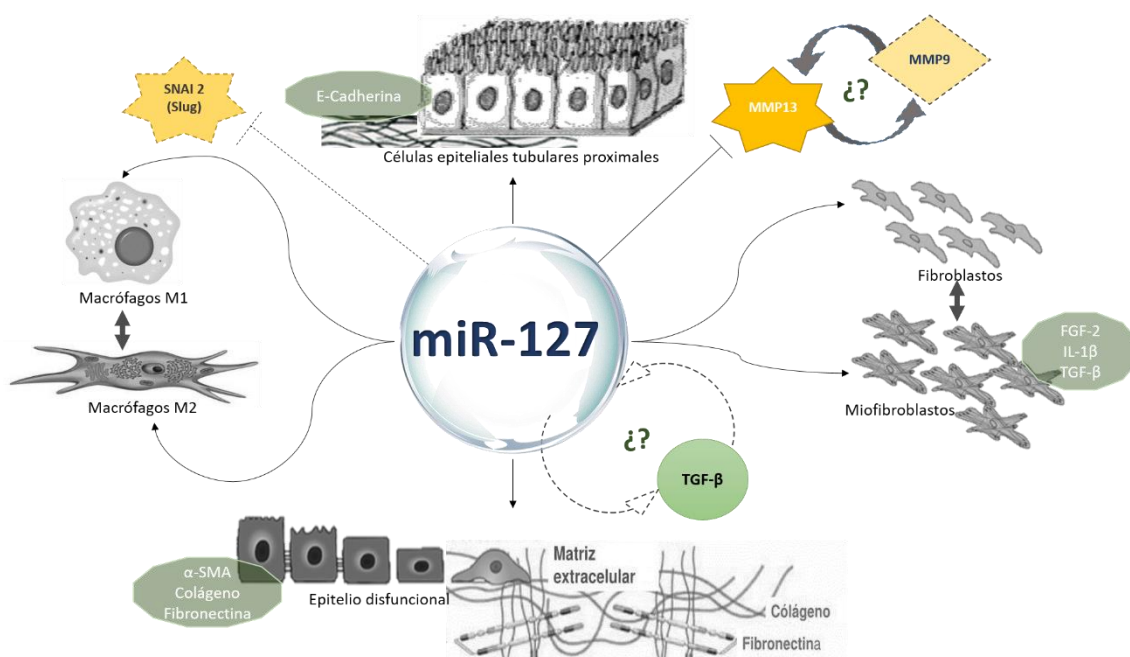 SNAI 2
(Slug)
E-Cadherina
Células epiteliales tubulares proximales
MMP9
¿?
MMP13
Macrófagos M1
Macrófagos M2
miR-127
Fibroblastos
Miofibroblastos
FGF-2
IL-1β
TGF-β
¿?
TGF-β
α-SMA
Colágeno
Fibronectina
Epitelio disfuncional
Matriz
extracelular
Cólágeno
Fibronectina